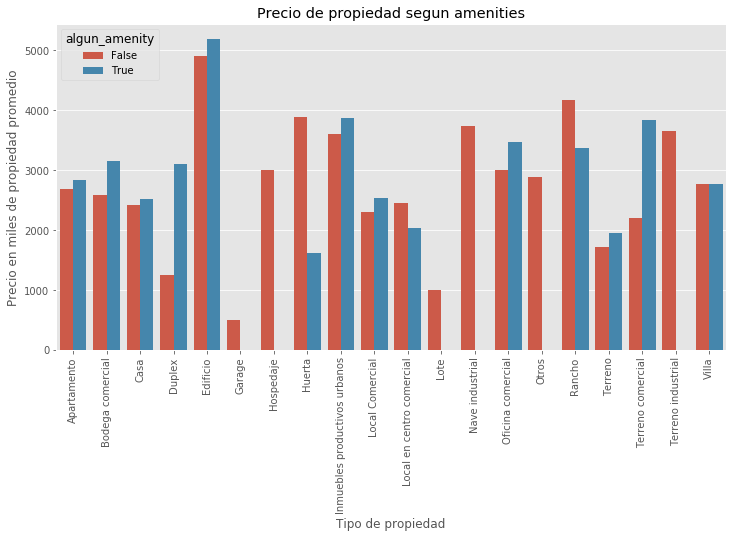 Precio de propiedad segun amenities
algun_amenity
False
True
Precio en miles de propiedad promedio
5000
4000
3000
2000
1000
0
Apartamento
Bodega comercial
Casa
Duplex
Edificio
Garage
Hospedaje
Huerta
Inmuebles productivos urbanos
Local Comercial
Local en centro comercial
Lote
Nave industrial
Oficina comercial
Otros
Rancho
Terreno
Terreno comercial
Terreno industrial
Villa
Tipo de propiedad